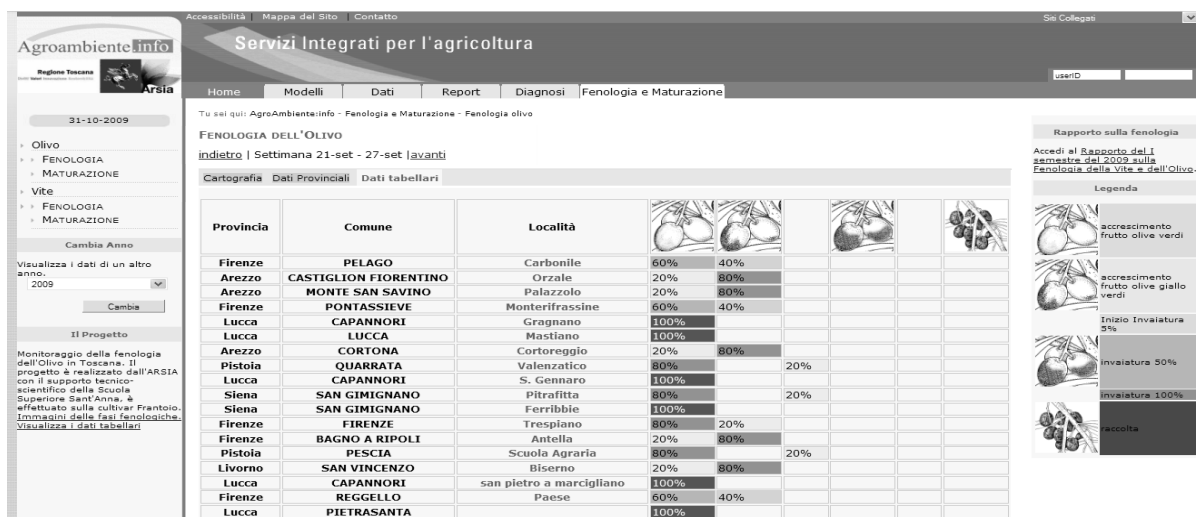 Accessibilità | Mappa del Sito | Contatto
Siti Collegati
Agroambiente.info
Servizi Integrati per l'agricoltura
Regione Toscana
Arsia
userID
Home Modelli Dati Report Diagnosi Fenologia e Maturazione
Tu sei qui: AgroAmbiente.info - Fenologia e Maturazione - Fenologia olivo
31-10-2009
Olivo
FENOLOGIA
MATURAZIONE
Vite
FENOLOGIA
MATURAZIONE
Cambia Anno
Visualizza i dati di un altro
anno.
2009
Cambia
Il Progetto
Monitoraggio della fenologia
dell'Olivo in Toscana. Il
progetto è realizzato dall'ARSIA
con il supporto tecnico-
scientifico della Scuola
Superiore Sant'Anna, è
effettuato sulla cultivar Frantoio.
Immagini delle fasi fenologiche.
Visualizza i dati tabellari
FENOLOGIA DELL'OLIVO
indietro | Settimana 21-set - 27-set |avanti
Cartografia Dati Provinciali Dati tabellari
Provincia Comune Località
Firenze PELAGO Carbonile 60% 40%
Arezzo CASTIGLION FIORENTINO Orzale 20% 80%
Arezzo MONTE SAN SAVINO Palazzolo 20% 80%
Firenze PONTASSIEVE Monterifrassine 60% 40%
Lucca CAPANNORI Gragnano 100%
Lucca LUCCA Mastiano 100%
Arezzo CORTONA Cortoreggio 20% 80%
Pistoia QUARRATA Valenzatico 80% 20%
Lucca CAPANNORI S. Gennaro 100%
Siena SAN GIMIGNANO Pitrafitta 80% 20%
Siena SAN GIMIGNANO Ferribbie 100%
Firenze FIRENZE Trespiano 80% 20%
Firenze BAGNO A RIPOLI Antella 20% 80%
Pistoia PESCIA Scuola Agraria 80% 20%
Livorno SAN VINCENZO Biserno 20% 80%
Lucca CAPANNORI san pietro a marcigliano 100%
Firenze REGGELLO Paese 60% 40%
Lucca PIETRASANTA 100%
Rapporto sulla fenologia
Accedi al Rapporto del I
semestre del 2009 sulla
Fenologia della Vite e dell'Olivo.
Legenda
accrescimento
frutto olive verdi
accrescimento
frutto olive giallo
verdi
Inizio Invaiatura
5%
invaiatura 50%
invaiatura 100%
raccolta